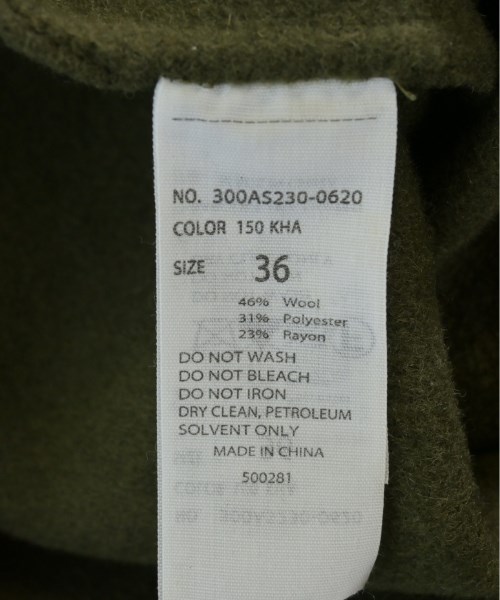 NO. 300AS230-0620
COLOR 150 KHA
SIZE 36
46% Wool
31% Polyester
23% Rayon
DO NOT WASH
DO NOT BLEACH
DO NOT IRON
DRY CLEAN, PETROLEUM
SOLVENT ONLY
MADE IN CHINA
500281